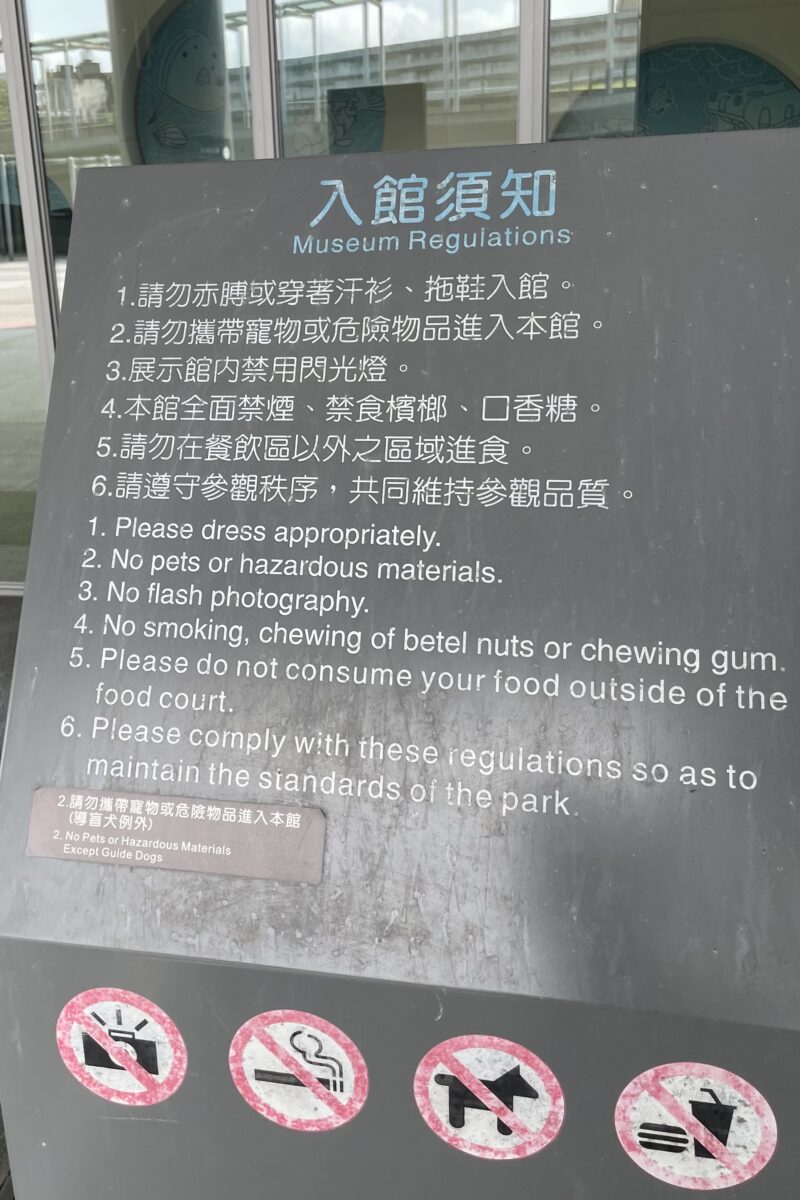 入館須知
Museum Regulations
1.請勿赤膊或穿著汗衫、拖鞋入館。
2.請勿攜帶寵物或危險物品進入本館。
3.展示館內禁用閃光燈。
4.本館全面禁煙、禁食檳榔、口香糖。
5.請勿在餐飲區以外之區域進食。
6.請遵守參觀秩序，共同維持參觀品質。
1. Please dress appropriately.
2. No pets or hazardous materials.
3. No flash photography.
4. No smoking, chewing of betel nuts or chewing gum.
5. Please do not consume your food outside of the
food court.
6. Please comply with these regulations so as to
maintain the standards of the park.
2.請勿攜帶寵物或危險物品進入本館
(導盲犬例外)
2. No Pets or Hazardous Materials
Except Guide Dogs